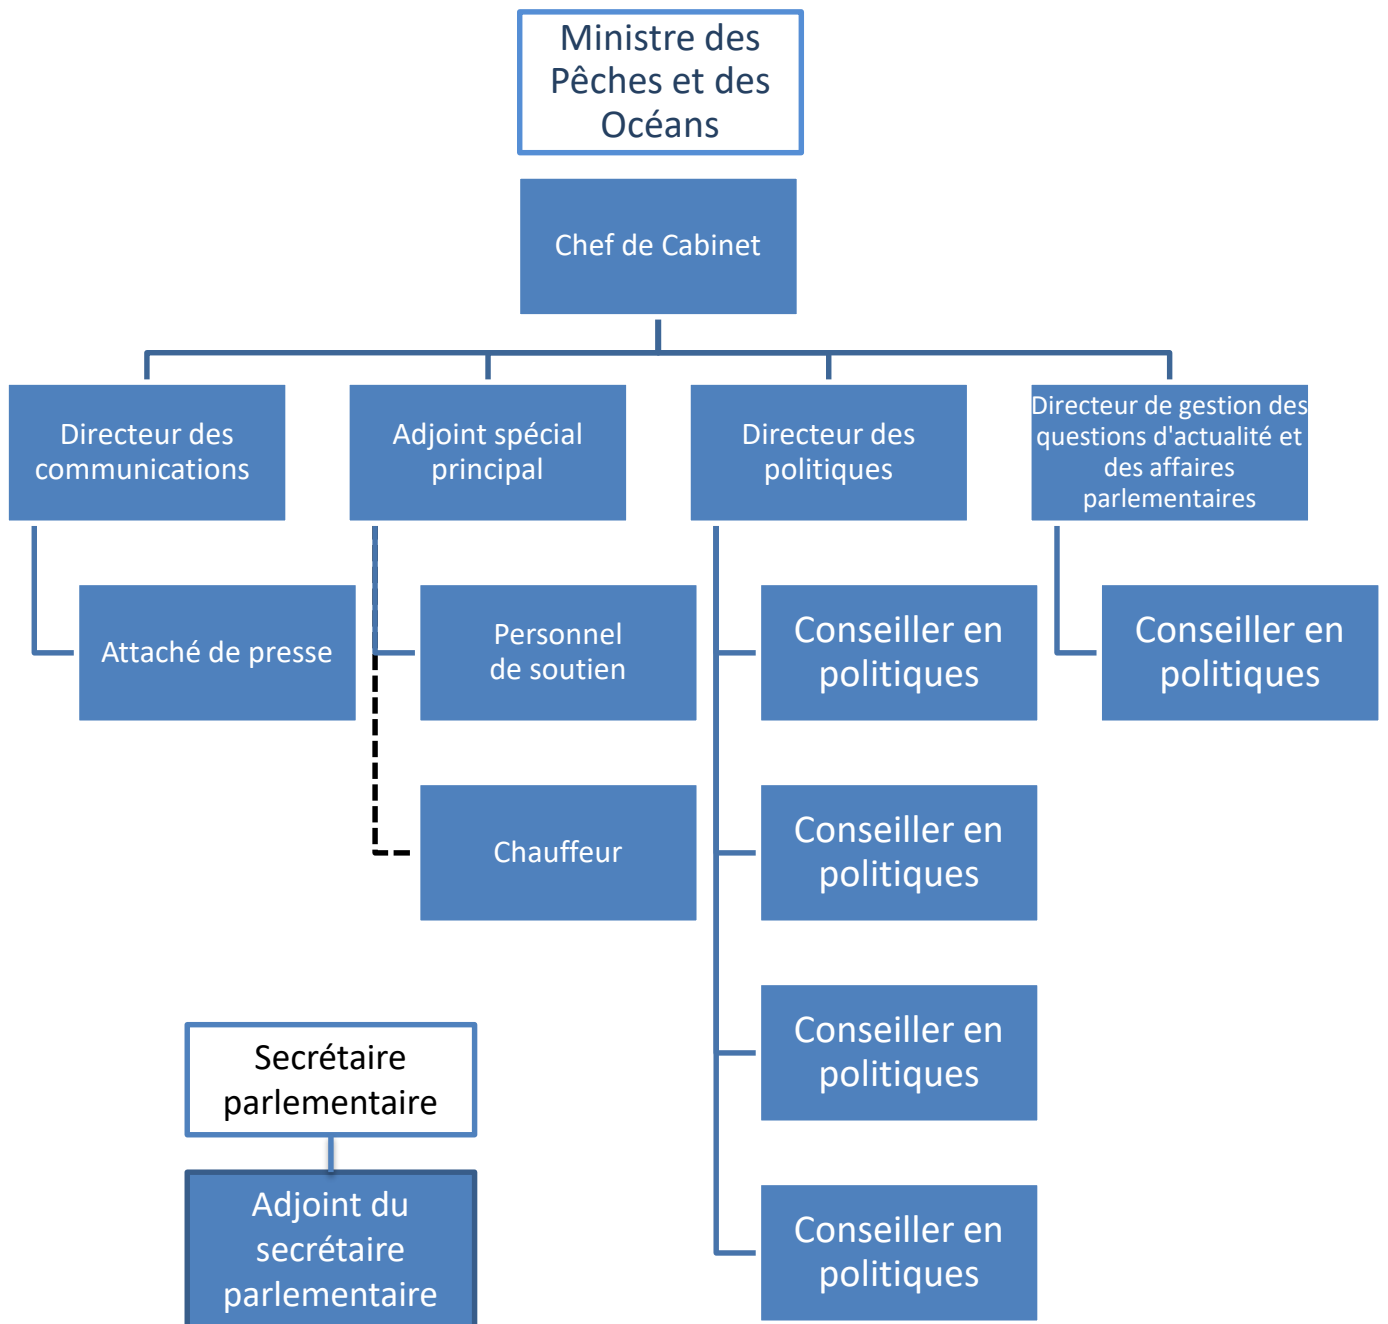 Ministre des
Pêches et des
Océans
Chef de Cabinet
Directeur des
communications
Adjoint spécial
principal
Directeur des
politiques
Directeur de gestion des
questions d'actualité et
des affaires
parlementaires
Attaché de presse
Personnel
de soutien
Conseiller en
politiques
Conseiller en
politiques
Chauffeur
Conseiller en
politiques
Conseiller en
politiques
Conseiller en
politiques
Secrétaire
parlementaire
Adjoint du
secrétaire
parlementaire